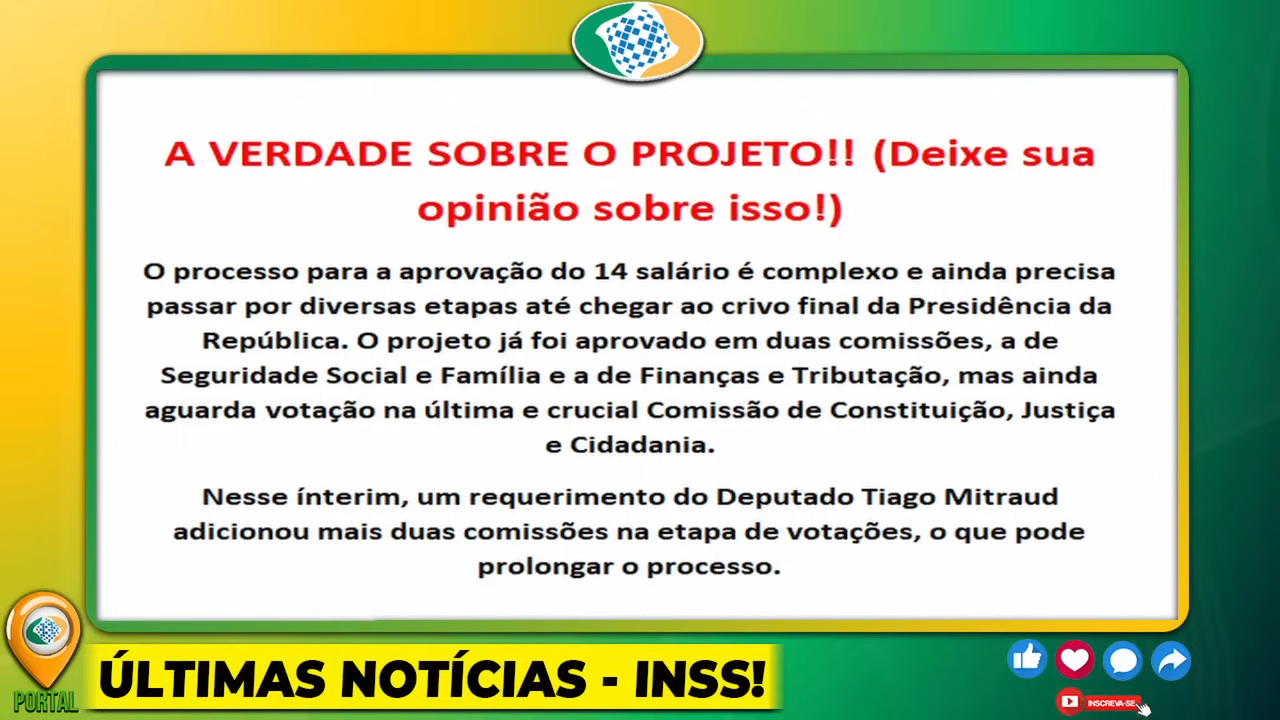 A VERDADE SOBRE O PROJETO!! (Deixe sua
opinião sobre isso!)
O processo para a aprovação do 14 salário é complexo e ainda precisa
passar por diversas etapas até chegar ao crivo final da Presidência da
República. O projeto já foi aprovado em duas comissões, a de
Seguridade Social e Família e a de Finanças e Tributação, mas ainda
aguarda votação na última e crucial Comissão de Constituição, Justiça
e Cidadania.
Nesse ínterim, um requerimento do Deputado Tiago Mitraud
adicionou mais duas comissões na etapa de votações, o que pode
prolongar o processo.
PORTAL
ÚLTIMAS NOTÍCIAS - INSS!
INSCREVA-SE